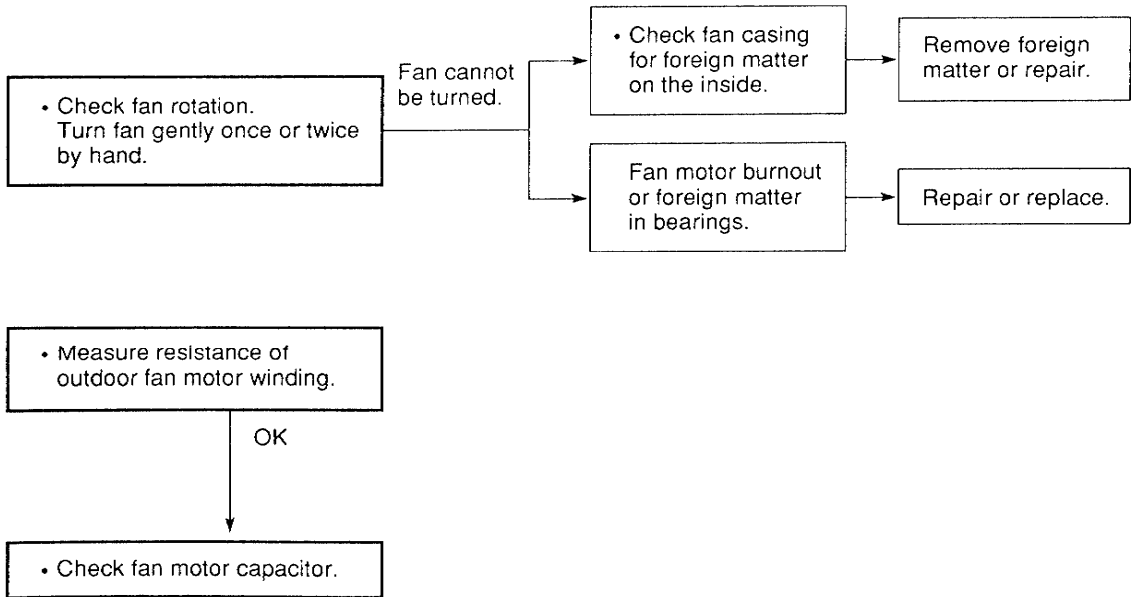 • Check fan rotation.
Turn fan gently once or twice
by hand.
Fan cannot
be turned.
• Check fan casing
for foreign matter
on the inside.
Remove foreign
matter or repair.
Fan motor burnout
or foreign matter
in bearings.
Repair or replace.
• Measure resistance of
outdoor fan motor winding.
OK
• Check fan motor capacitor.